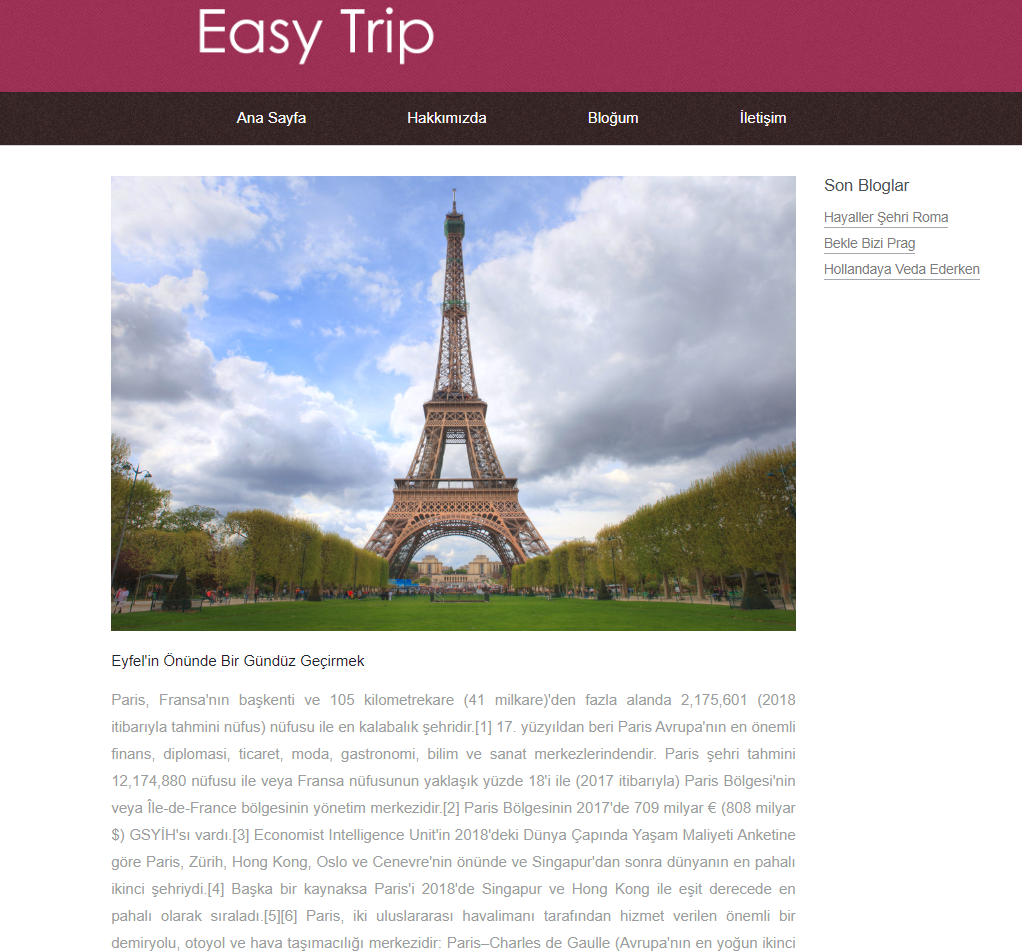 Easy Trip
Ana Sayfa
Hakkımızda
Bloğum
İletişim
Son Bloglar
Hayaller Şehri Roma
Bekle Bizi Prag
Hollandaya Veda Ederken
Eyfel'in Önünde Bir Gündüz Geçirmek
Paris, Fransa'nın başkenti ve 105 kilometrekare (41 milkare)'den fazla alanda 2,175,601 (2018
itibarıyla tahmini nüfus) nüfusu ile en kalabalık şehridir.[1] 17. yüzyıldan beri Paris Avrupa'nın en önemli
finans, diplomasi, ticaret, moda, gastronomi, bilim ve sanat merkezlerindendir. Paris şehri tahmini
12,174,880 nüfusu ile veya Fransa nüfusunun yaklaşık yüzde 18'i ile (2017 itibarıyla) Paris Bölgesi'nin
veya Île-de-France bölgesinin yönetim merkezidir.[2] Paris Bölgesinin 2017'de 709 milyar € (808 milyar
$) GSYİH'sı vardı.[3] Economist Intelligence Unit'in 2018'deki Dünya Çapında Yaşam Maliyeti Anketine
göre Paris, Zürih, Hong Kong, Oslo ve Cenevre'nin önünde ve Singapur'dan sonra dünyanın en pahalı
ikinci şehriydi.[4] Başka bir kaynaksa Paris'i 2018'de Singapur ve Hong Kong ile eşit derecede en
pahalı olarak sıraladı.[5][6] Paris, iki uluslararası havalimanı tarafından hizmet verilen önemli bir
demiryolu, otoyol ve hava taşımacılığı merkezidir: Paris–Charles de Gaulle (Avrupa'nın en yoğun ikinci